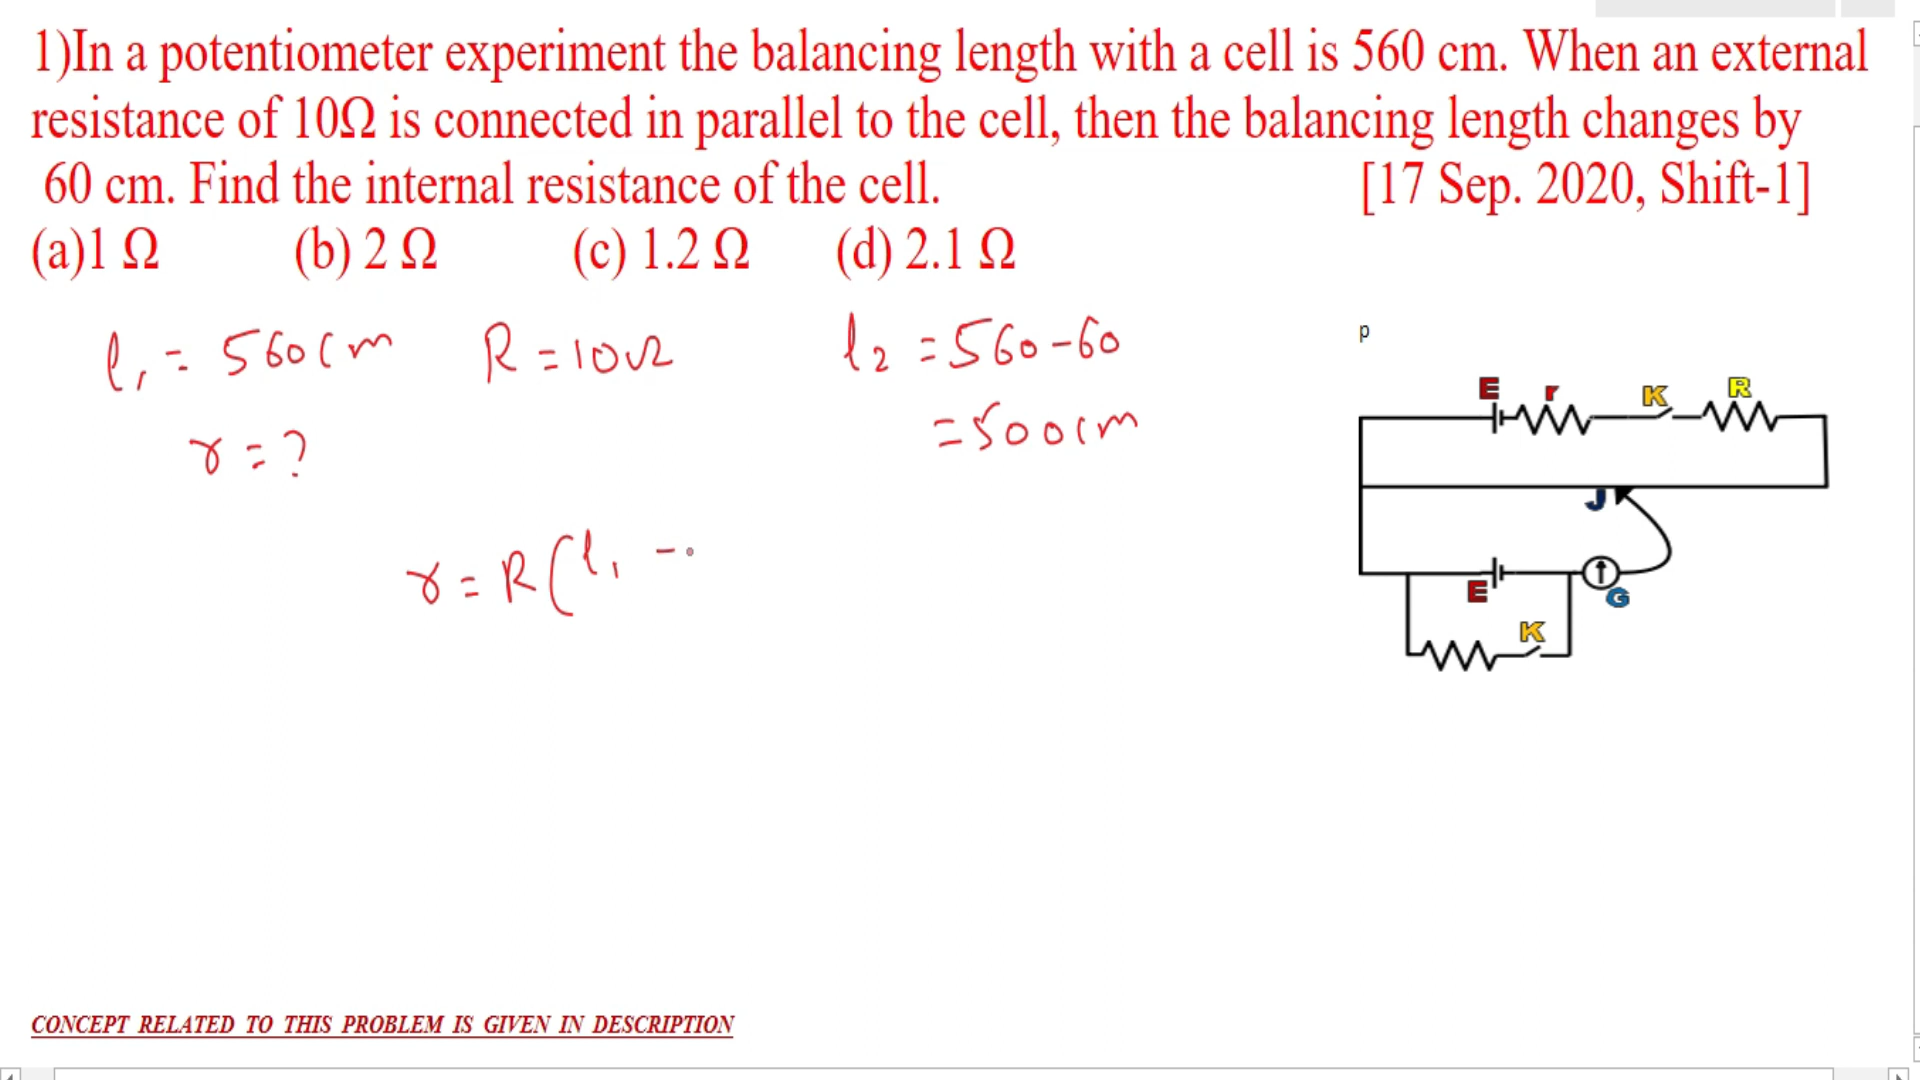 1)In a potentiometer experiment the balancing length with a cell is 560 cm. When an external
resistance of 10Ω is connected in parallel to the cell, then the balancing length changes by
60 cm. Find the internal resistance of the cell. [17 Sep. 2020, Shift-1]
(a)1 Ω (b) 2 Ω (c) 1.2 Ω (d) 2.1 Ω
l₁ = 560cm R = 10Ω l₂ = 560-60
= 500cm
r = ?
r = R(l₁ -
p
E r K R
J
E G
K
CONCEPT RELATED TO THIS PROBLEM IS GIVEN IN DESCRIPTION